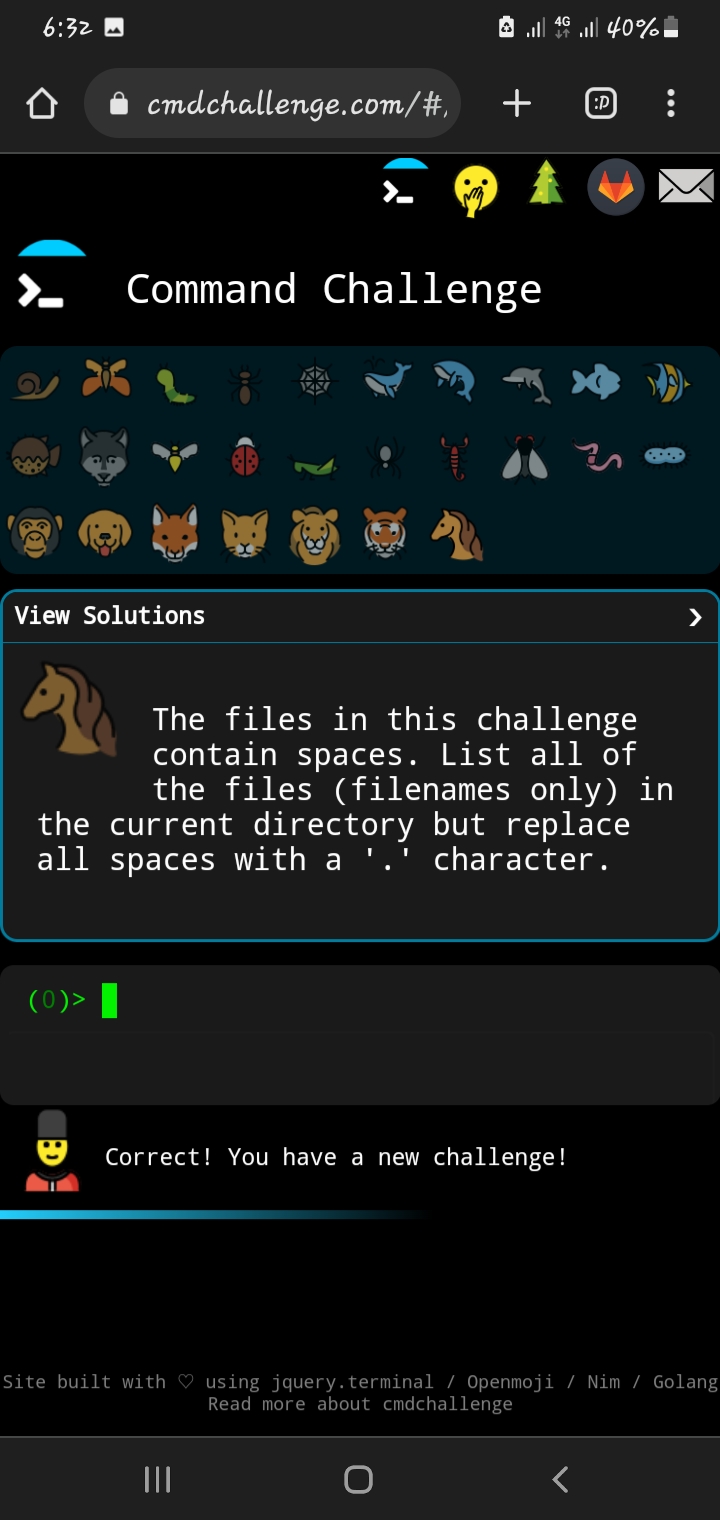 6:32 4G 40%
cmdchallenge.com/#, :D
Command Challenge
View Solutions
The files in this challenge
contain spaces. List all of
the files (filenames only) in
the current directory but replace
all spaces with a '.' character.
(0)>
Correct! You have a new challenge!
Site built with ♡ using jquery.terminal / Openmoji / Nim / Golang
Read more about cmdchallenge